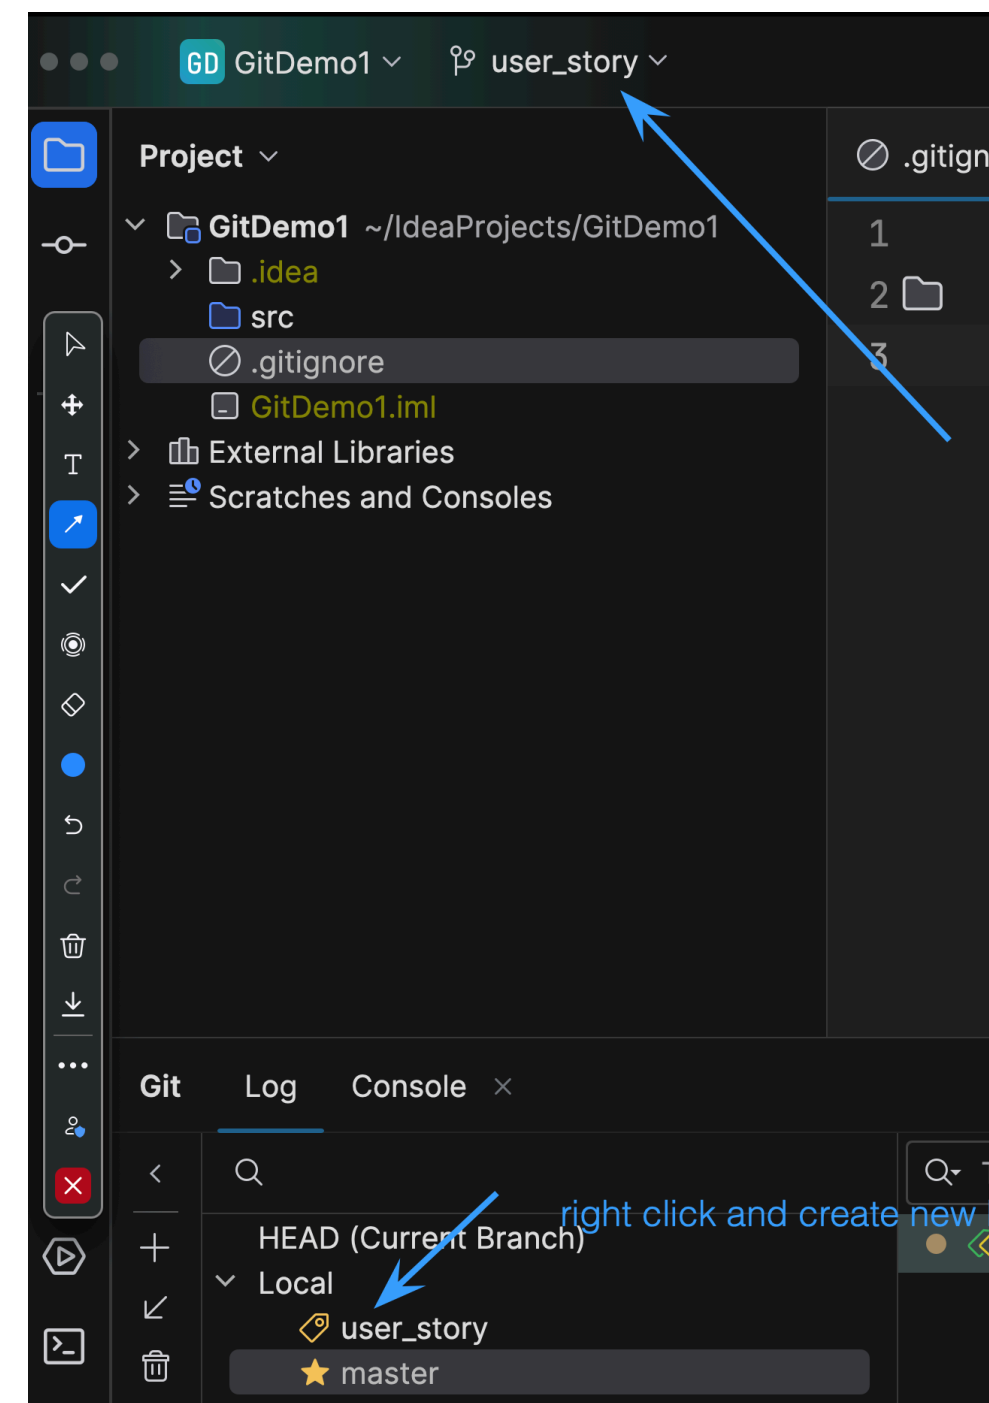 GD GitDemo1 user_story
Project
.gitign
GitDemo1 ~/IdeaProjects/GitDemo1
1
.idea
2
src
.gitignore
3
GitDemo1.iml
External Libraries
Scratches and Consoles
T
Git Log Console
right click and create new
HEAD (Current Branch)
Local
user_story
master